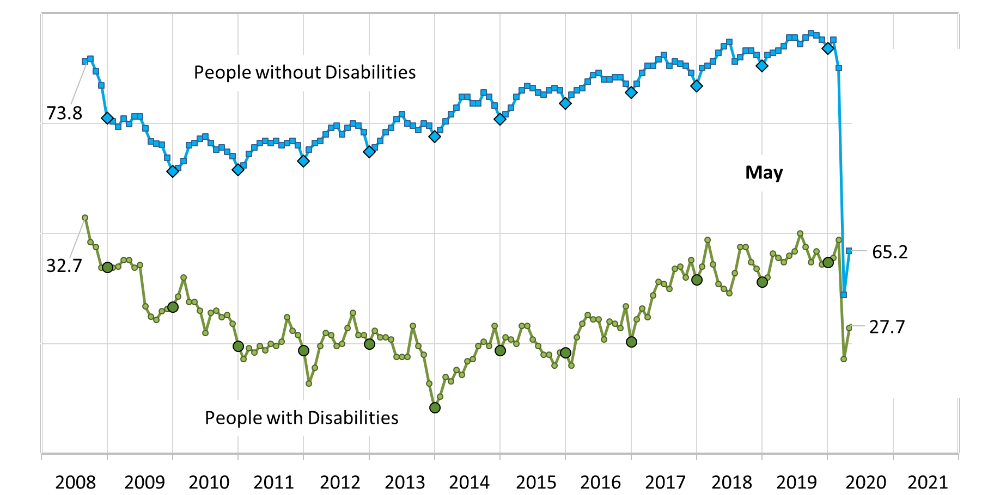 People without Disabilities
73.8
May
65.2
32.7
27.7
People with Disabilities
2008 2009 2010 2011 2012 2013 2014 2015 2016 2017 2018 2019 2020 2021